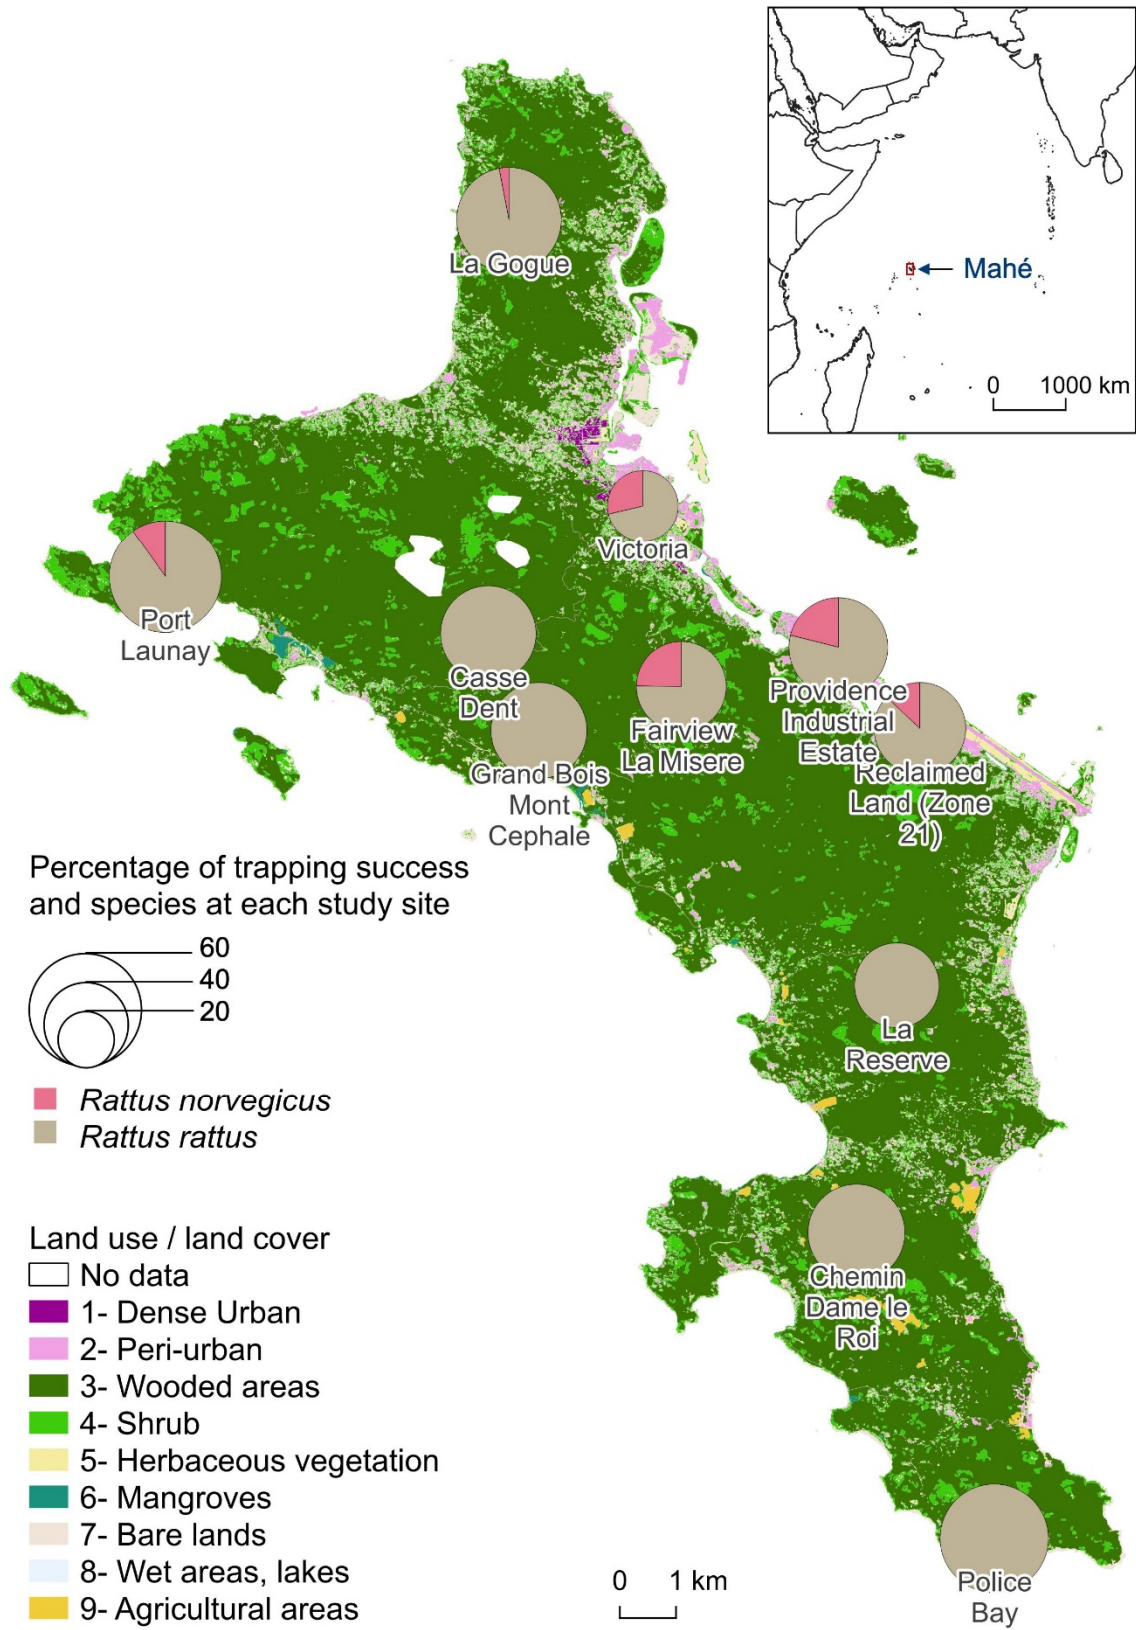 Mahé
0 1000 km
La Gogue
Victoria
Port
Launay
Casse
Dent
Grand Bois
Mont
Cephale
Fairview
La Misere
Providence
Industrial
Estate
Reclaimed
Land (Zone
21)
Percentage of trapping success
and species at each study site
60
40
20
Rattus norvegicus
Rattus rattus
La
Reserve
Chemin
Dame le
Roi
Police
Bay
Land use / land cover
No data
1- Dense Urban
2- Peri-urban
3- Wooded areas
4- Shrub
5- Herbaceous vegetation
6- Mangroves
7- Bare lands
8- Wet areas, lakes
9- Agricultural areas
0 1 km